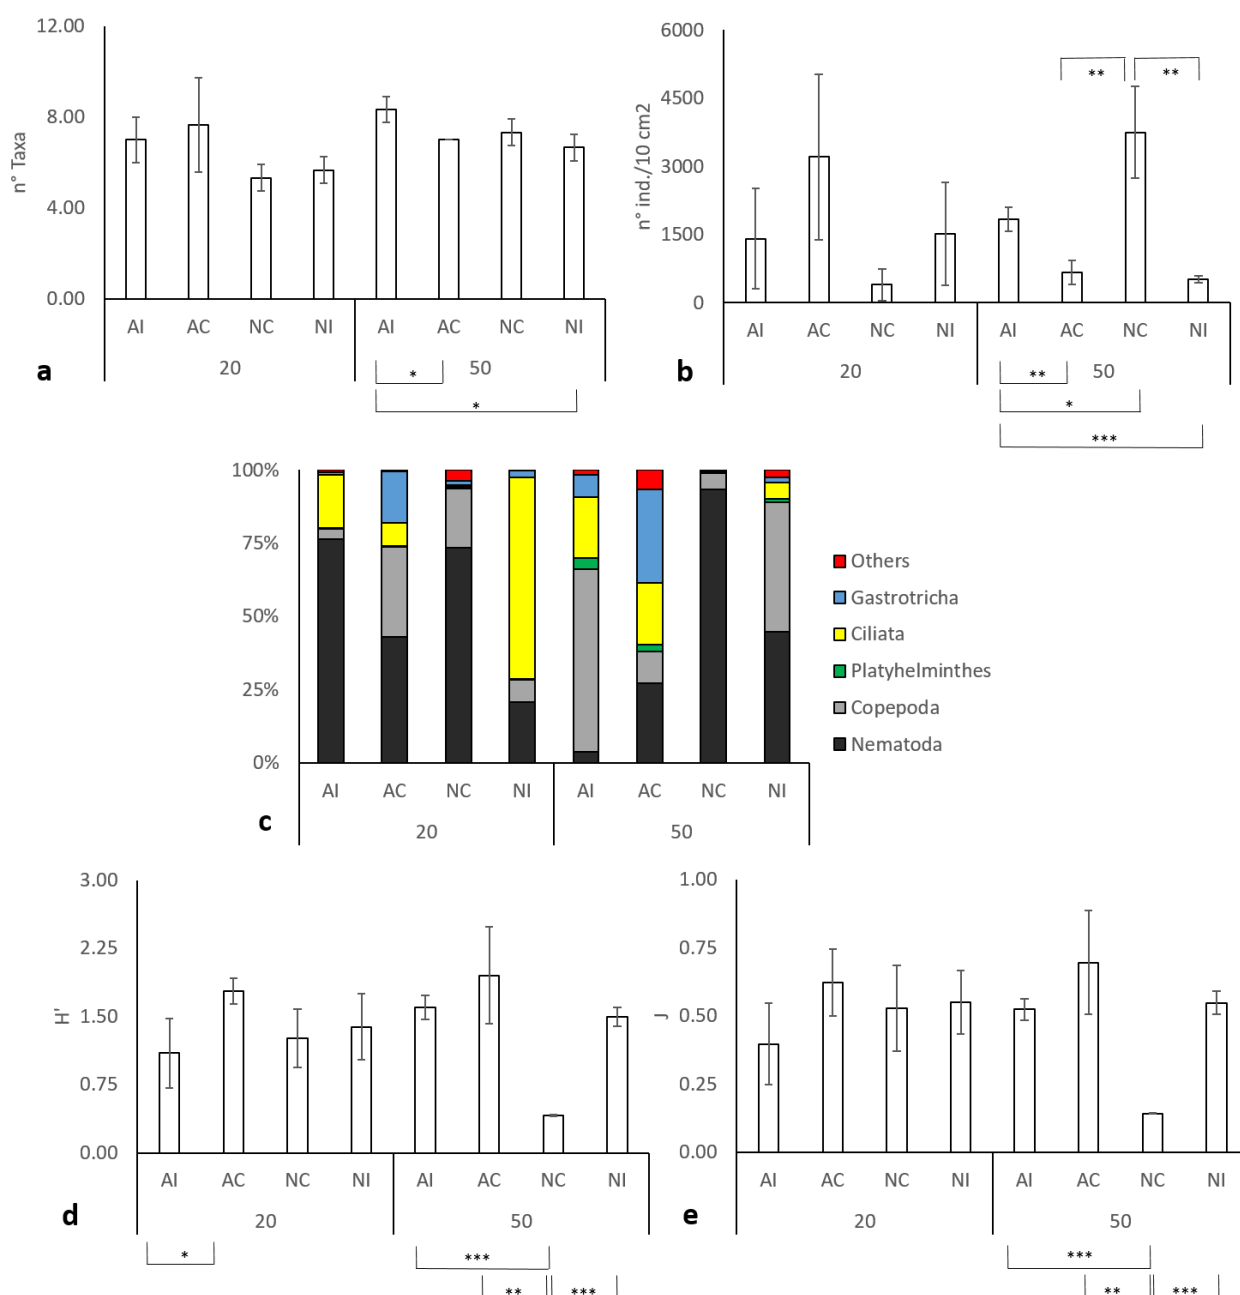 12.00
8.00
4.00
0.00
n° Taxa
AI AC NC NI AI AC NC NI
20 50
a
*
*
6000
4500
3000
1500
0
n° ind./10 cm2
** **
AI AC NC NI AI AC NC NI
20 50
b
**
*
***
100%
75%
50%
25%
0%
AI AC NC NI AI AC NC NI
20 50
c
Others
Gastrotricha
Ciliata
Platyhelminthes
Copepoda
Nematoda
3.00
2.25
1.50
0.75
0.00
H'
AI AC NC NI AI AC NC NI
20 50
d
* ***
** ***
1.00
0.75
0.50
0.25
0.00
J
AI AC NC NI AI AC NC NI
20 50
e
***
** ***